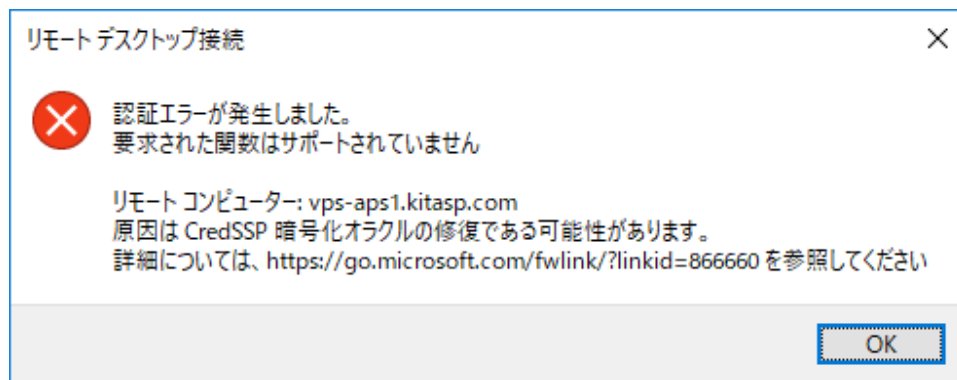 リモート デスクトップ接続
認証エラーが発生しました。
要求された関数はサポートされていません
リモート コンピューター: vps-aps1.kitasp.com
原因は CredSSP 暗号化オラクルの修復である可能性があります。
詳細については、https://go.microsoft.com/fwlink/?linkid=866660 を参照してください
OK